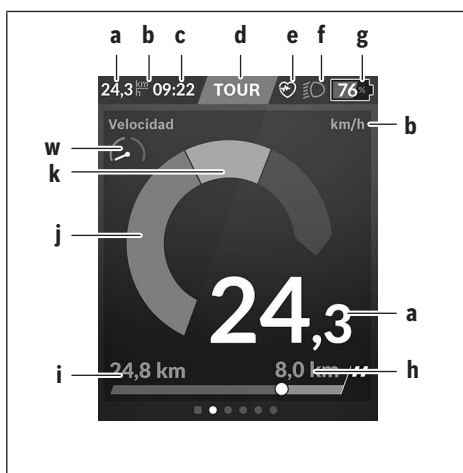 a b c d e f g
24,3 km/h 09:22 TOUR 76%
Velocidad km/h b
w
k
j
24,3 a
i 24,8 km 8,0 km h